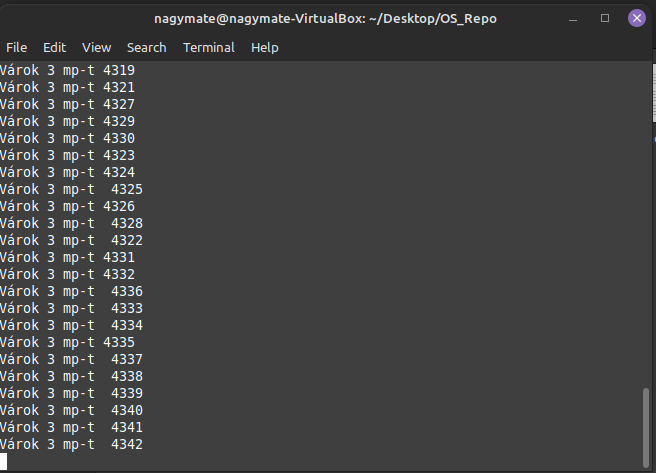 nagymate@nagymate-VirtualBox: ~/Desktop/OS_Repo
File Edit View Search Terminal Help
Várok 3 mp-t 4319
Várok 3 mp-t 4321
Várok 3 mp-t 4327
Várok 3 mp-t 4329
Várok 3 mp-t 4330
Várok 3 mp-t 4323
Várok 3 mp-t 4324
Várok 3 mp-t  4325
Várok 3 mp-t 4326
Várok 3 mp-t  4328
Várok 3 mp-t  4322
Várok 3 mp-t 4331
Várok 3 mp-t 4332
Várok 3 mp-t  4336
Várok 3 mp-t  4333
Várok 3 mp-t  4334
Várok 3 mp-t 4335
Várok 3 mp-t  4337
Várok 3 mp-t  4338
Várok 3 mp-t  4339
Várok 3 mp-t  4340
Várok 3 mp-t  4341
Várok 3 mp-t  4342